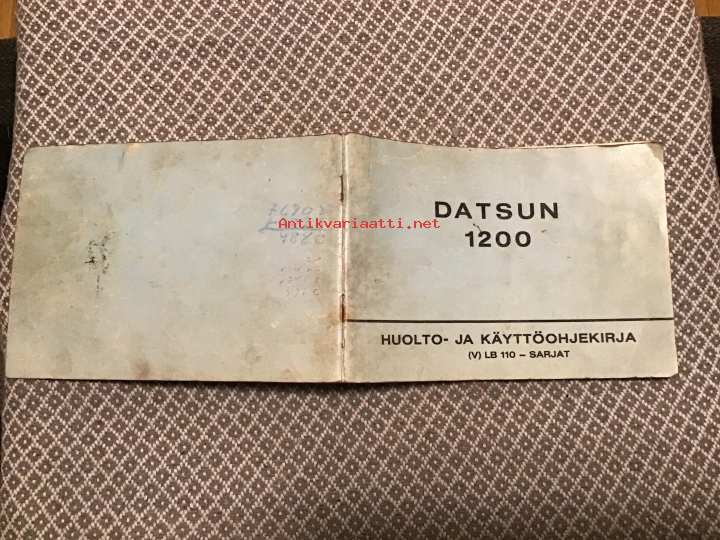 DATSUN
1200
HUOLTO- JA KÄYTTÖOHJEKIRJA
(V) LB 110 – SARJAT
Antikvariaatti.net